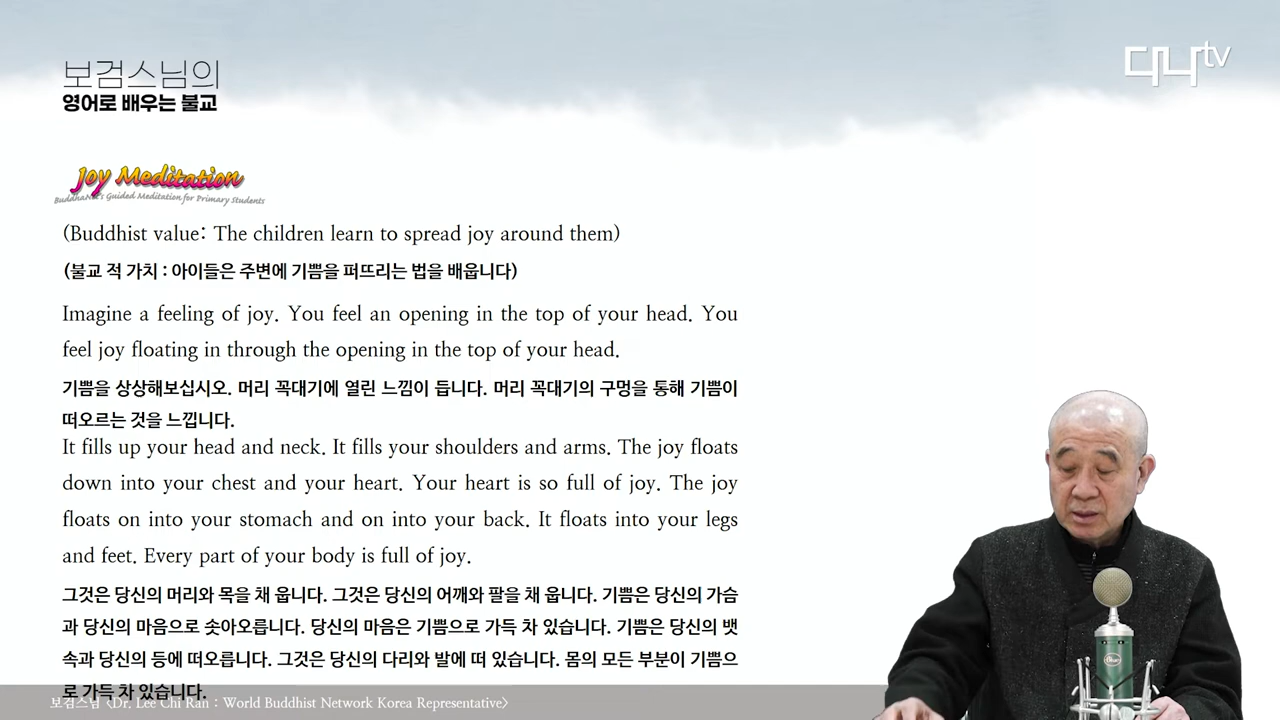 보검스님의
영어로 배우는 불교
디나tv
Joy Meditation
BuddhaNet's Guided Meditation for Primary Students
(Buddhist value: The children learn to spread joy around them)
(불교 적 가치 : 아이들은 주변에 기쁨을 퍼뜨리는 법을 배웁니다)
Imagine a feeling of joy. You feel an opening in the top of your head. You
feel joy floating in through the opening in the top of your head.
기쁨을 상상해보십시오. 머리 꼭대기에 열린 느낌이 듭니다. 머리 꼭대기의 구멍을 통해 기쁨이
떠오르는 것을 느낍니다.
It fills up your head and neck. It fills your shoulders and arms. The joy floats
down into your chest and your heart. Your heart is so full of joy. The joy
floats on into your stomach and on into your back. It floats into your legs
and feet. Every part of your body is full of joy.
그것은 당신의 머리와 목을 채 웁니다. 그것은 당신의 어깨와 팔을 채 웁니다. 기쁨은 당신의 가슴
과 당신의 마음으로 솟아오릅니다. 당신의 마음은 기쁨으로 가득 차 있습니다. 기쁨은 당신의 뱃
속과 당신의 등에 떠오릅니다. 그것은 당신의 다리와 발에 떠 있습니다. 몸의 모든 부분이 기쁨으
로 가득 차 있습니다.
보검스님 <Dr. Lee Chi Ran : World Buddhist Network Korea Representative>
Blue